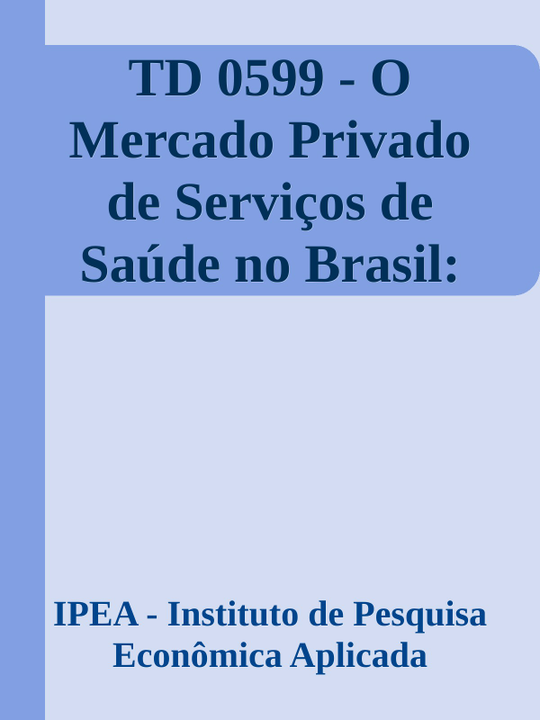 TD 0599 - O
Mercado Privado
de Serviços de
Saúde no Brasil:
IPEA - Instituto de Pesquisa
Econômica Aplicada